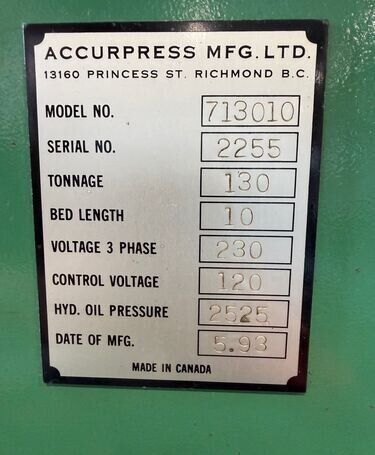 ACCURPRESS MFG. LTD.
13160 PRINCESS ST. RICHMOND B.C.
MODEL NO. 713010
SERIAL NO. 2255
TONNAGE 130
BED LENGTH 10
VOLTAGE 3 PHASE 230
CONTROL VOLTAGE 120
HYD. OIL PRESSURE 2525
DATE OF MFG. 5.93
MADE IN CANADA